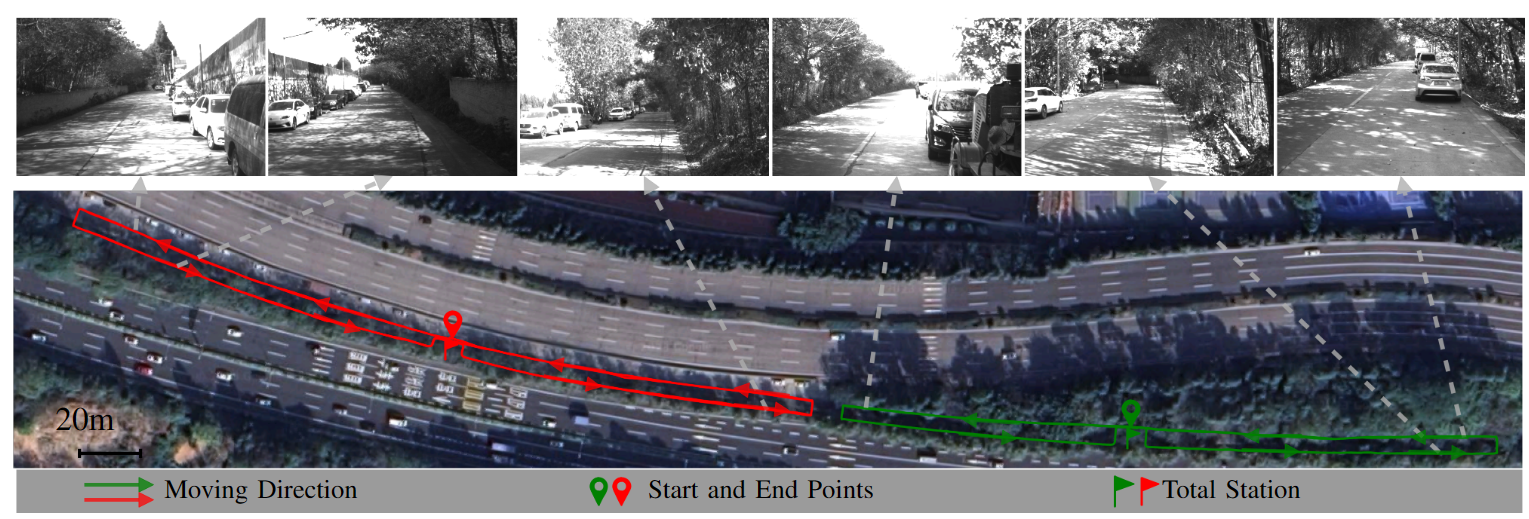 20m
Moving Direction
Start and End Points
Total Station